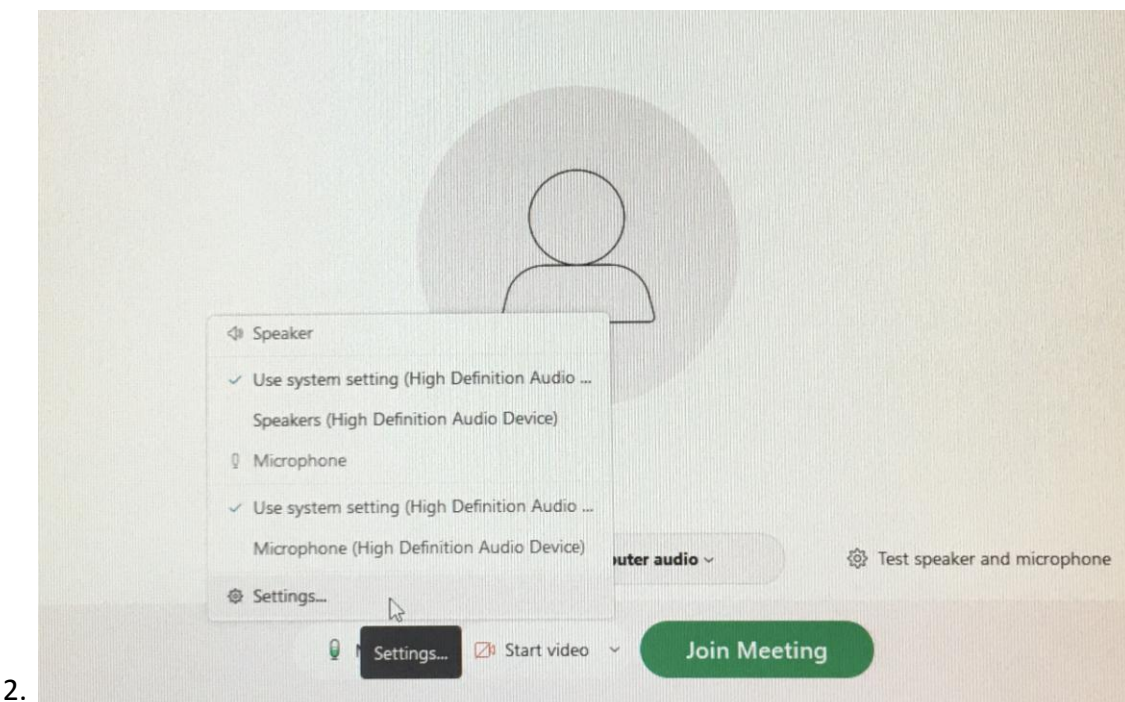 Speaker
Use system setting (High Definition Audio ...
Speakers (High Definition Audio Device)
Microphone
Use system setting (High Definition Audio ...
Microphone (High Definition Audio Device)
Settings...
uter audio
Test speaker and microphone
Settings...
Start video
Join Meeting
2.